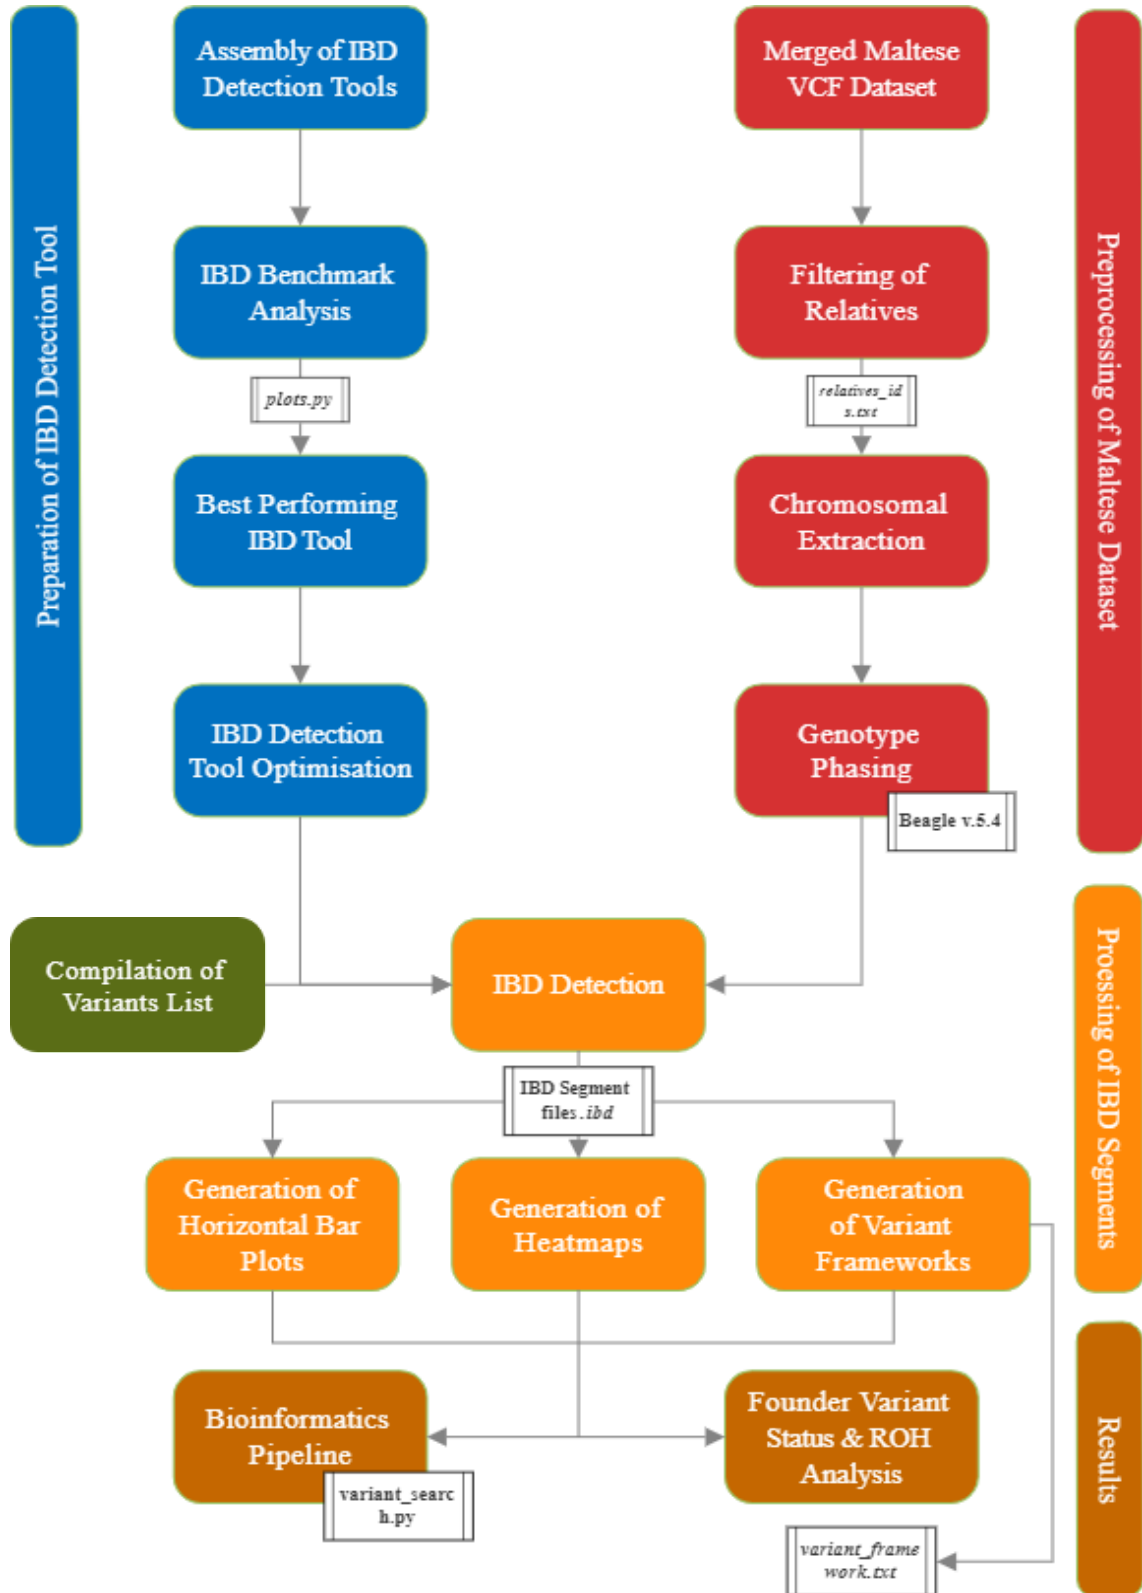 Assembly of IBD
Detection Tools
Merged Maltese
VCF Dataset
Preparation of IBD Detection Tool
Preprocessing of Maltese Dataset
IBD Benchmark
Analysis
Filtering of
Relatives
plots.py
relatives_id
s.txt
Best Performing
IBD Tool
Chromosomal
Extraction
IBD Detection
Tool Optimisation
Genotype
Phasing
Beagle v.5.4
Compilation of
Variants List
IBD Detection
Proessing of IBD Segments
IBD Segment
files.ibd
Generation of
Horizontal Bar
Plots
Generation of
Heatmaps
Generation
of Variant
Frameworks
Bioinformatics
Pipeline
variant_searc
h.py
Founder Variant
Status & ROH
Analysis
Results
variant_frame
work.txt